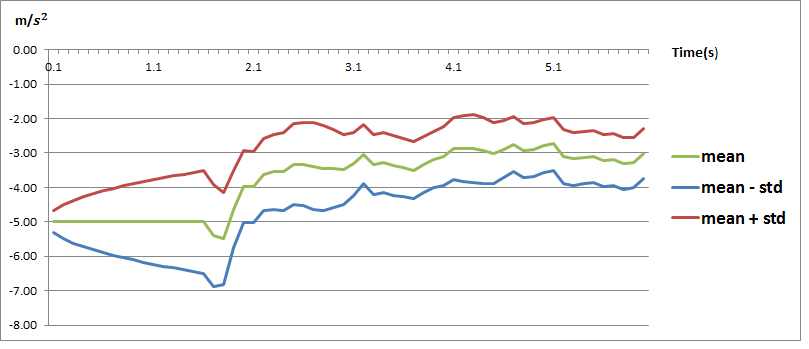 m/s²
0.00
0.1 1.1 2.1 3.1 4.1 5.1
Time(s)
-1.00
-2.00
-3.00
-4.00
-5.00
-6.00
-7.00
-8.00
mean
mean - std
mean + std